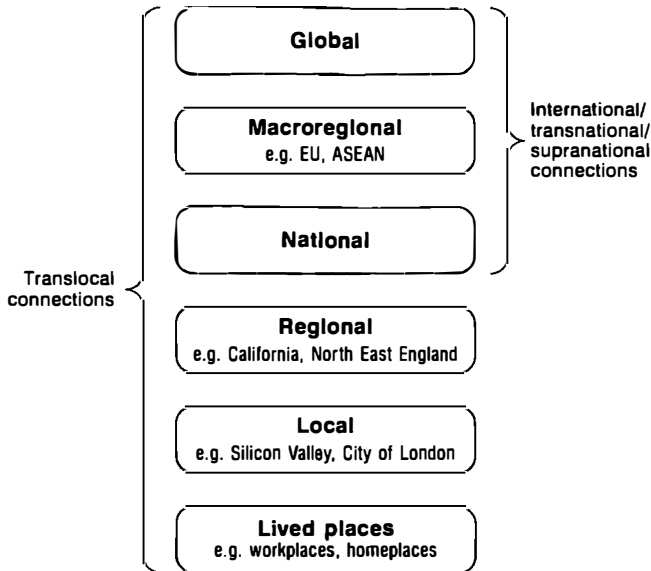 Global
Macroregional
e.g. EU, ASEAN
International/
transnational/
supranational
connections
National
Translocal
connections
Regional
e.g. California, North East England
Local
e.g. Silicon Valley, City of London
Lived places
e.g. workplaces, homeplaces